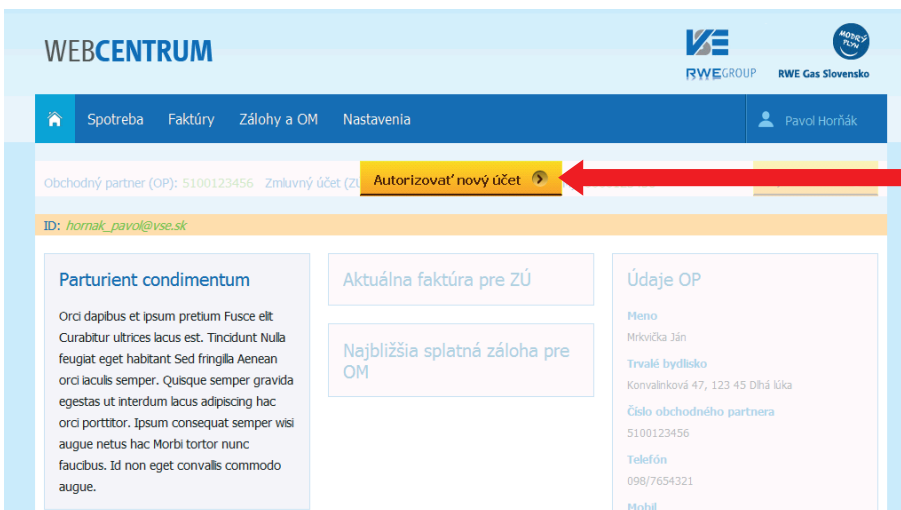 WEBCENTRUM
VSE
RWEGROUP
MODRÝ PLYN
RWE Gas Slovensko
Spotreba Faktúry Zálohy a OM Nastavenia Pavol Horňák
Obchodný partner (OP): 5100123456 Zmluvný účet (ZÚ
Autorizovať nový účet
ID: hornak_pavol@vse.sk
Parturient condimentum
Orci dapibus et ipsum pretium Fusce elit
Curabitur ultrices lacus est. Tincidunt Nulla
feugiat eget habitant Sed fringilla Aenean
orci iaculis semper. Quisque semper gravida
egestas ut interdum lacus adipiscing hac
orci porttitor. Ipsum consequat semper wisi
augue netus hac Morbi tortor nunc
faucibus. Id non eget convallis commodo
augue.
Aktuálna faktúra pre ZÚ
Najbližšia splatná záloha pre
OM
Údaje OP
Meno
Mrkvička Ján
Trvalé bydlisko
Konvalinková 47, 123 45 Dlhá lúka
Číslo obchodného partnera
5100123456
Telefón
098/7654321
Mobil